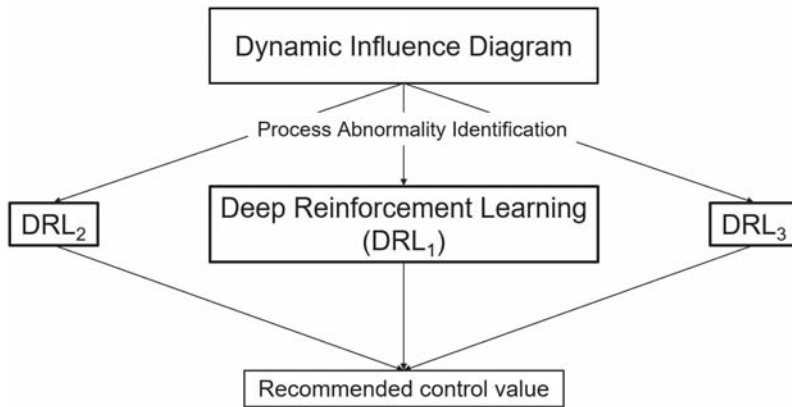 Dynamic Influence Diagram
Process Abnormality Identification
DRL₂
Deep Reinforcement Learning
(DRL₁)
DRL₃
Recommended control value